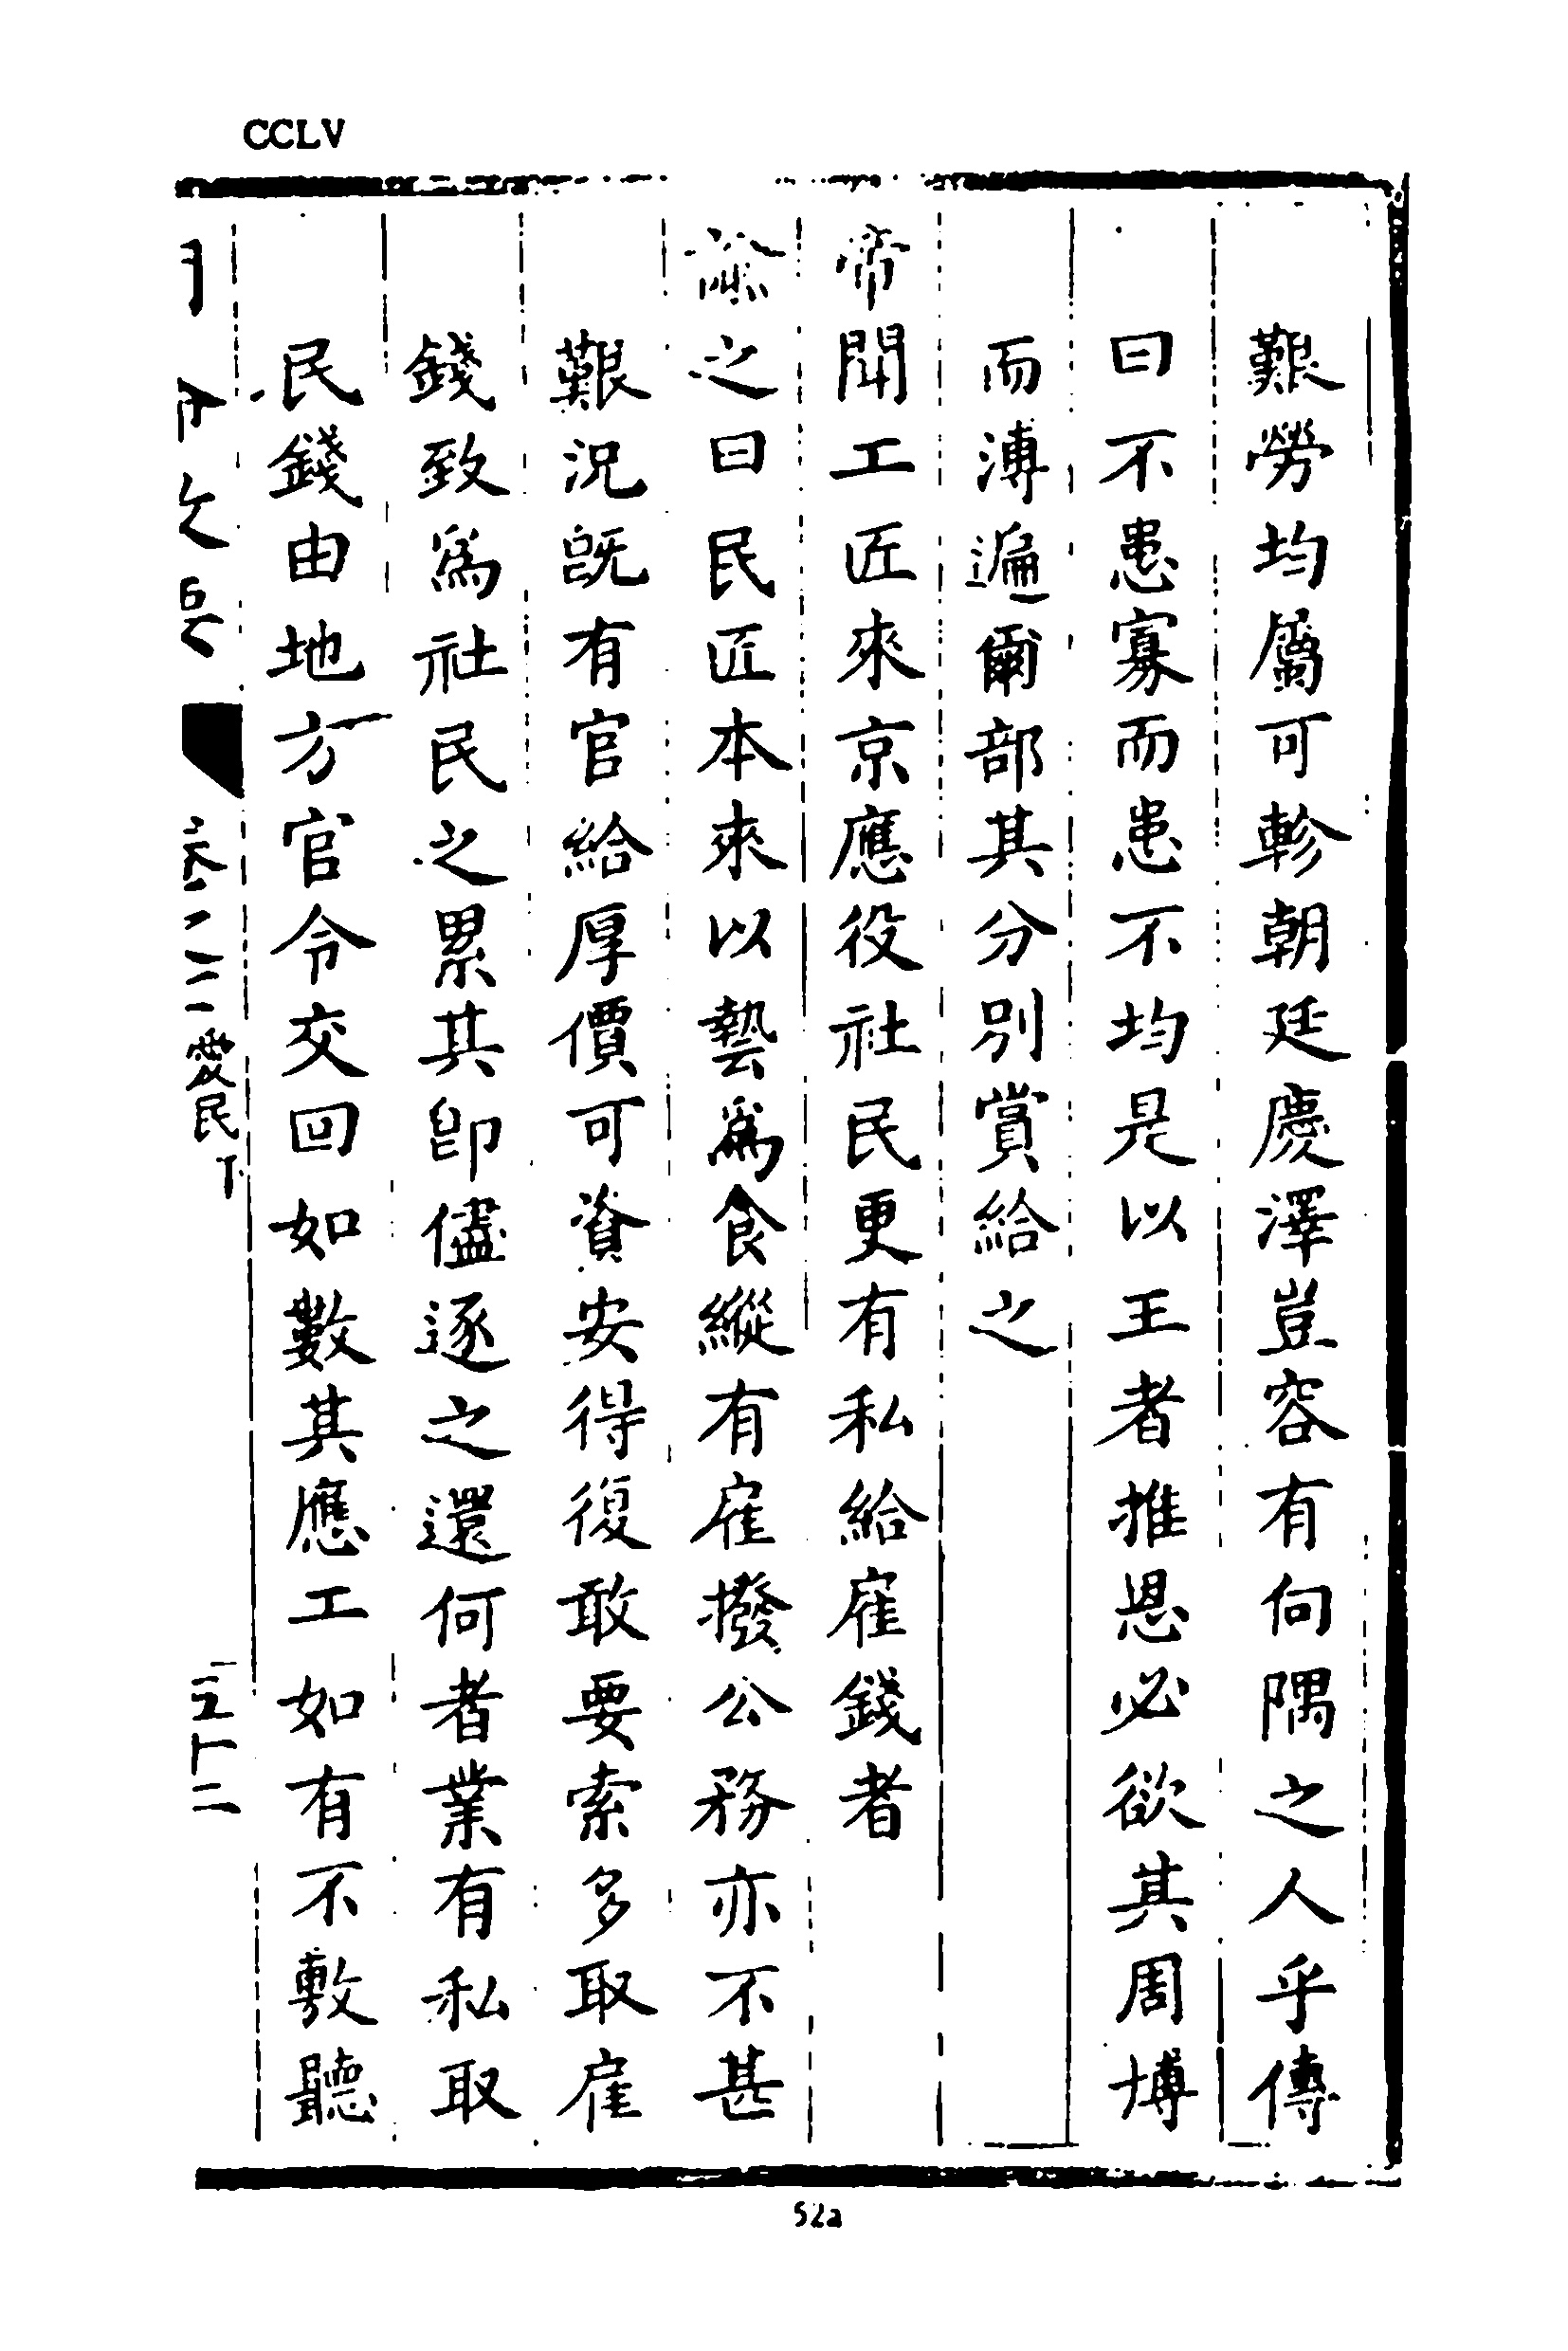 CCLV
艱勞均屬可軫朝廷慶澤豈容有向隅之人乎傳
曰不患寡而患不均是以王者推恩必欲其周博
而溥遍爾部其分別賞給之
帝聞工匠來京應役社民更有私給雇錢者
諭之曰民匠本來以藝爲食縱有雇撥公務亦不甚
艱況旣有官給厚價可資安得復敢要索多取雇
錢致爲社民之累其卽儘逐之還何者業有私取
民錢由地方官令交回如數其應工如有不敷聽
愛民下
五十二
52a